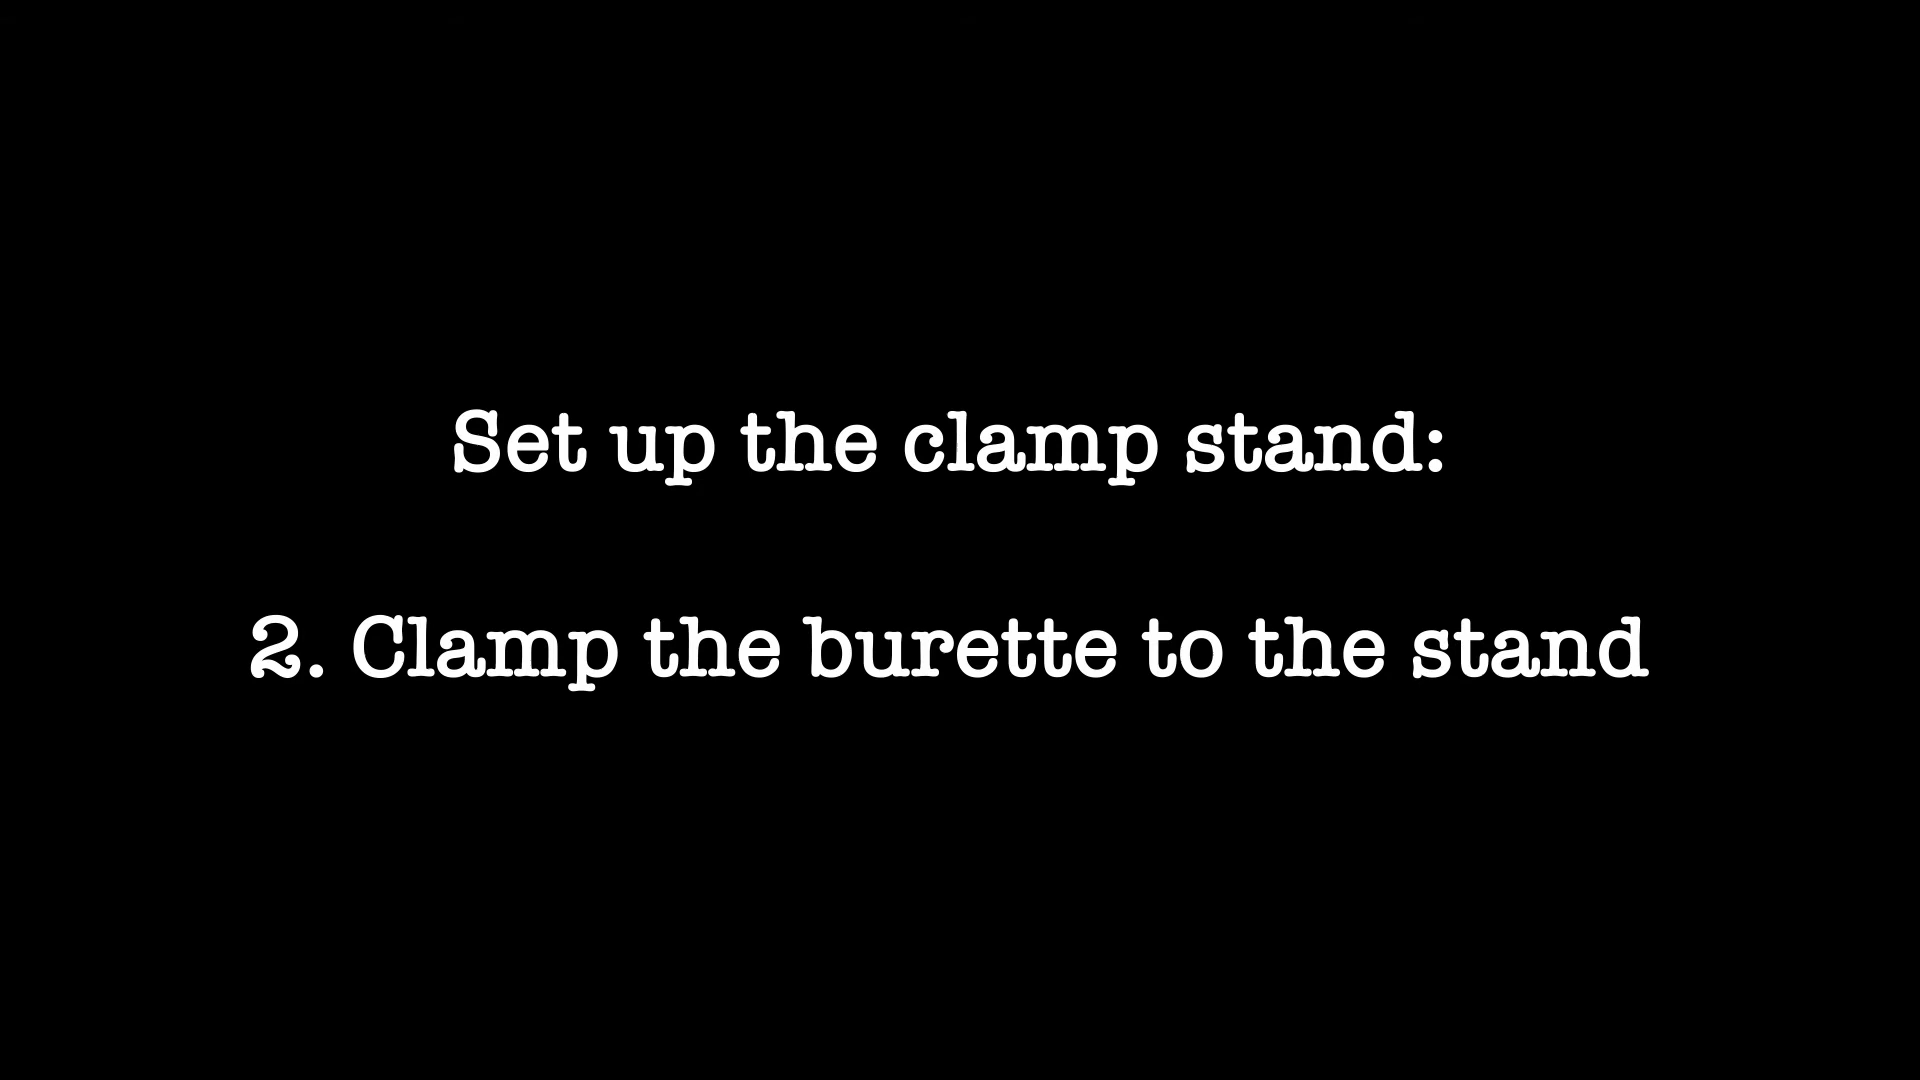 Set up the clamp stand:
2. Clamp the burette to the stand